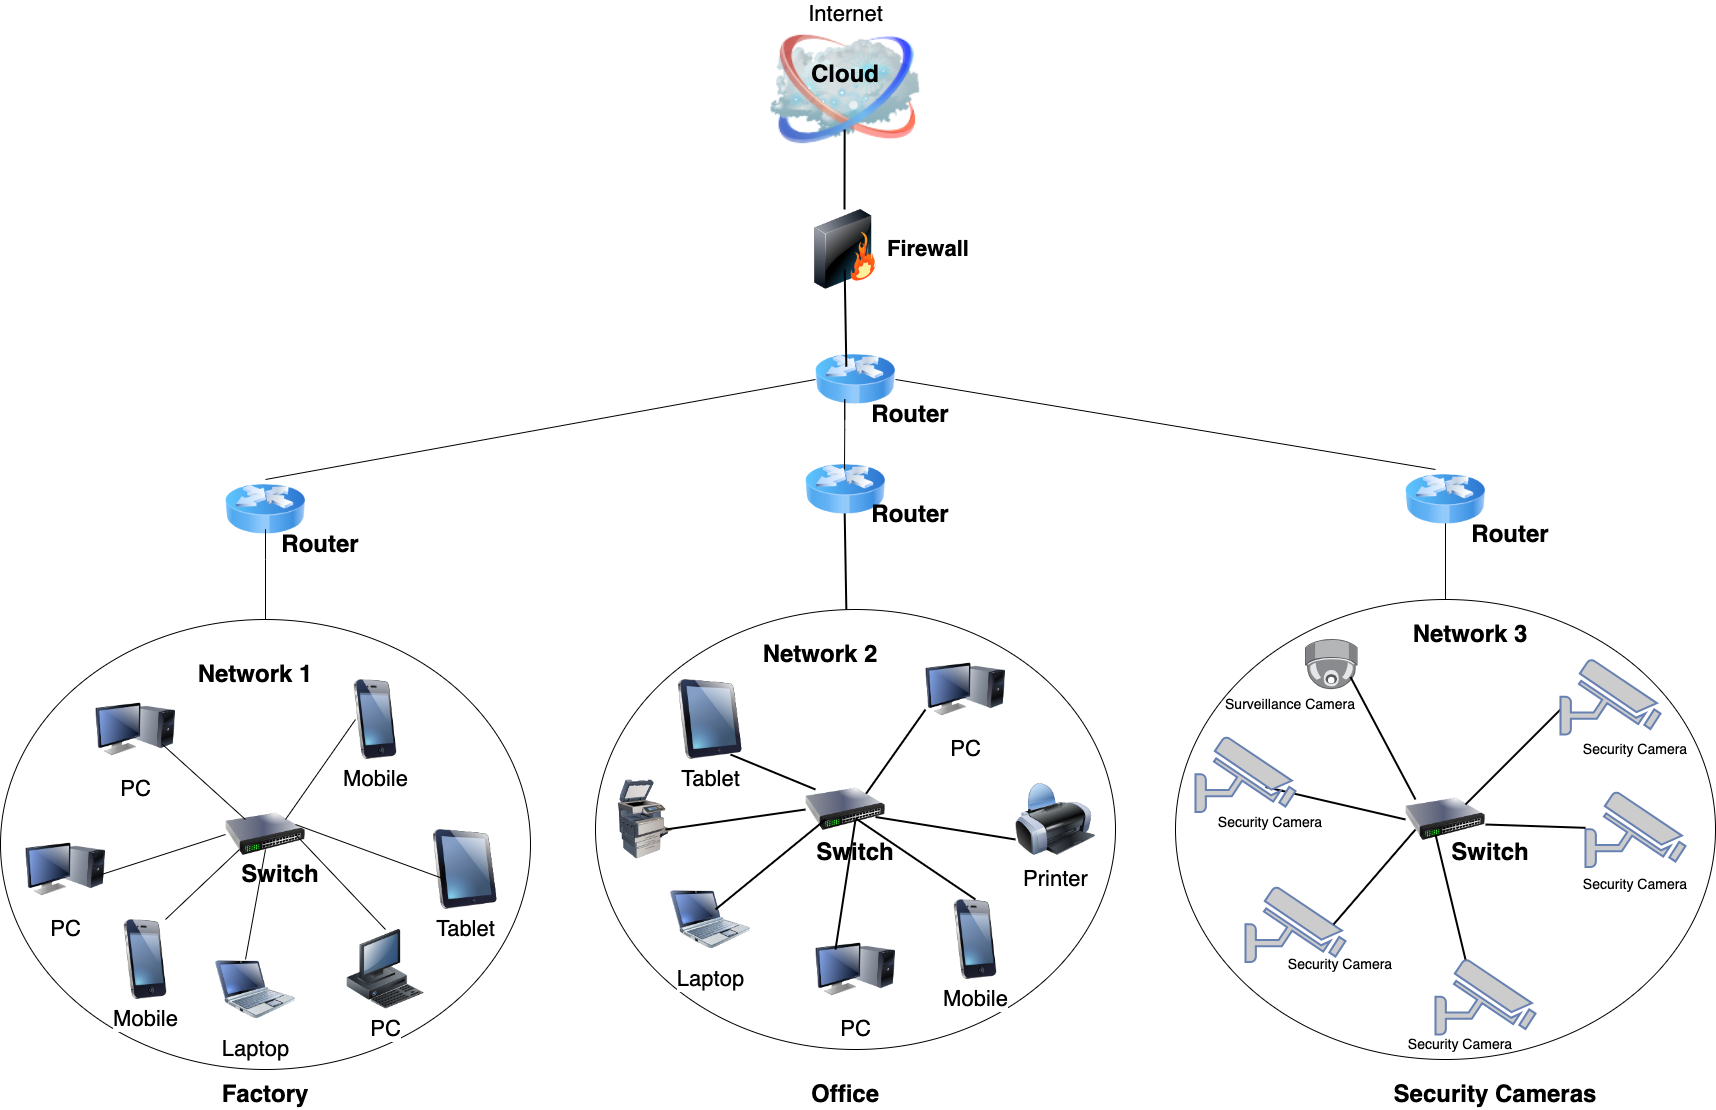 Internet
Cloud
Firewall
Router
Router
Router
Router
Network 1
PC
Mobile
PC
Switch
Tablet
Mobile
Laptop
PC
Factory
Network 2
Tablet
PC
Switch
Printer
Laptop
PC
Mobile
Office
Network 3
Surveillance Camera
Security Camera
Security Camera
Switch
Security Camera
Security Camera
Security Camera
Security Cameras